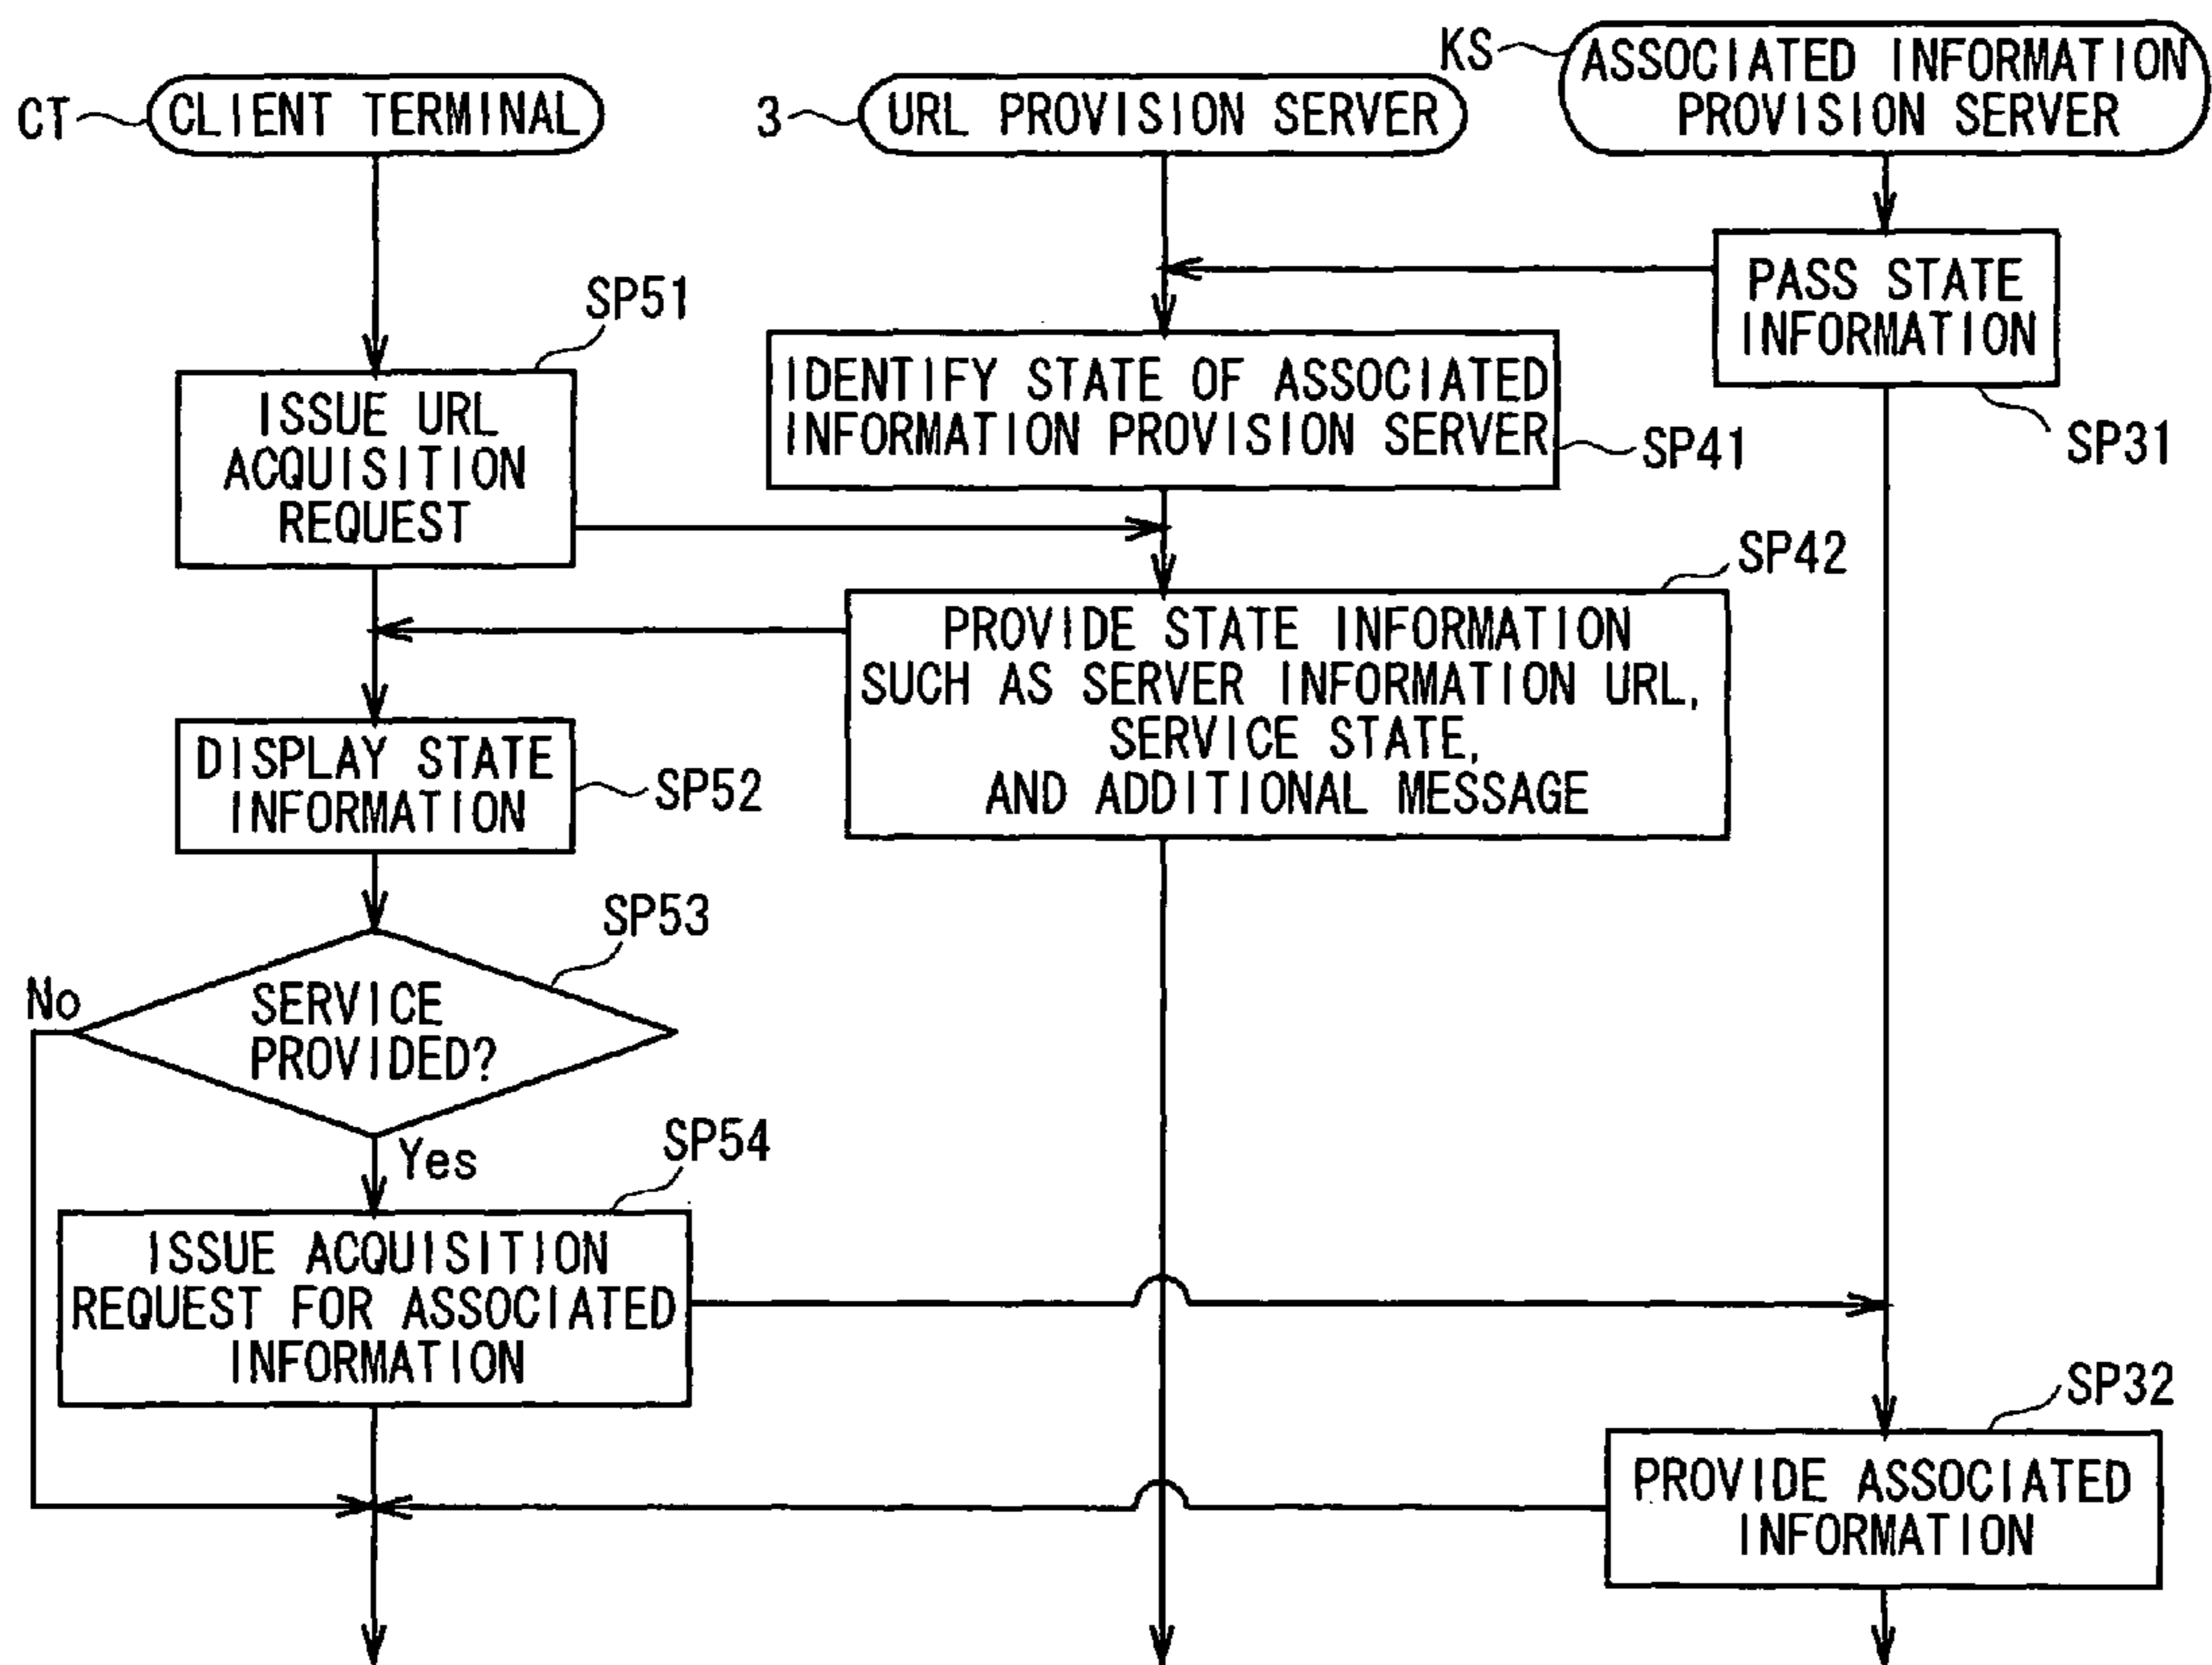 CT
CLIENT TERMINAL
3
URL PROVISION SERVER
KS
ASSOCIATED INFORMATION
PROVISION SERVER
PASS STATE
INFORMATION
SP31
SP51
ISSUE URL
ACQUISITION
REQUEST
IDENTIFY STATE OF ASSOCIATED
INFORMATION PROVISION SERVER
SP41
SP42
PROVIDE STATE INFORMATION
SUCH AS SERVER INFORMATION URL,
SERVICE STATE,
AND ADDITIONAL MESSAGE
DISPLAY STATE
INFORMATION
SP52
SP53
No
SERVICE
PROVIDED?
Yes
SP54
ISSUE ACQUISITION
REQUEST FOR ASSOCIATED
INFORMATION
SP32
PROVIDE ASSOCIATED
INFORMATION